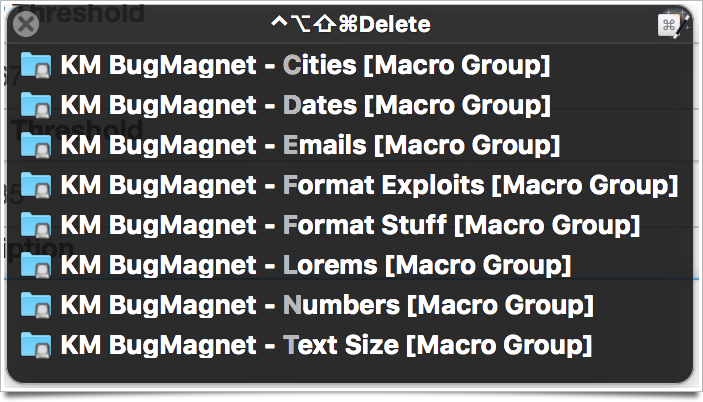 Threshold
⌃⌥⇧⌘Delete
KM BugMagnet - Cities [Macro Group]
KM BugMagnet - Dates [Macro Group]
Threshold
KM BugMagnet - Emails [Macro Group]
KM BugMagnet - Format Exploits [Macro Group]
KM BugMagnet - Format Stuff [Macro Group]
KM BugMagnet - Lorems [Macro Group]
KM BugMagnet - Numbers [Macro Group]
KM BugMagnet - Text Size [Macro Group]